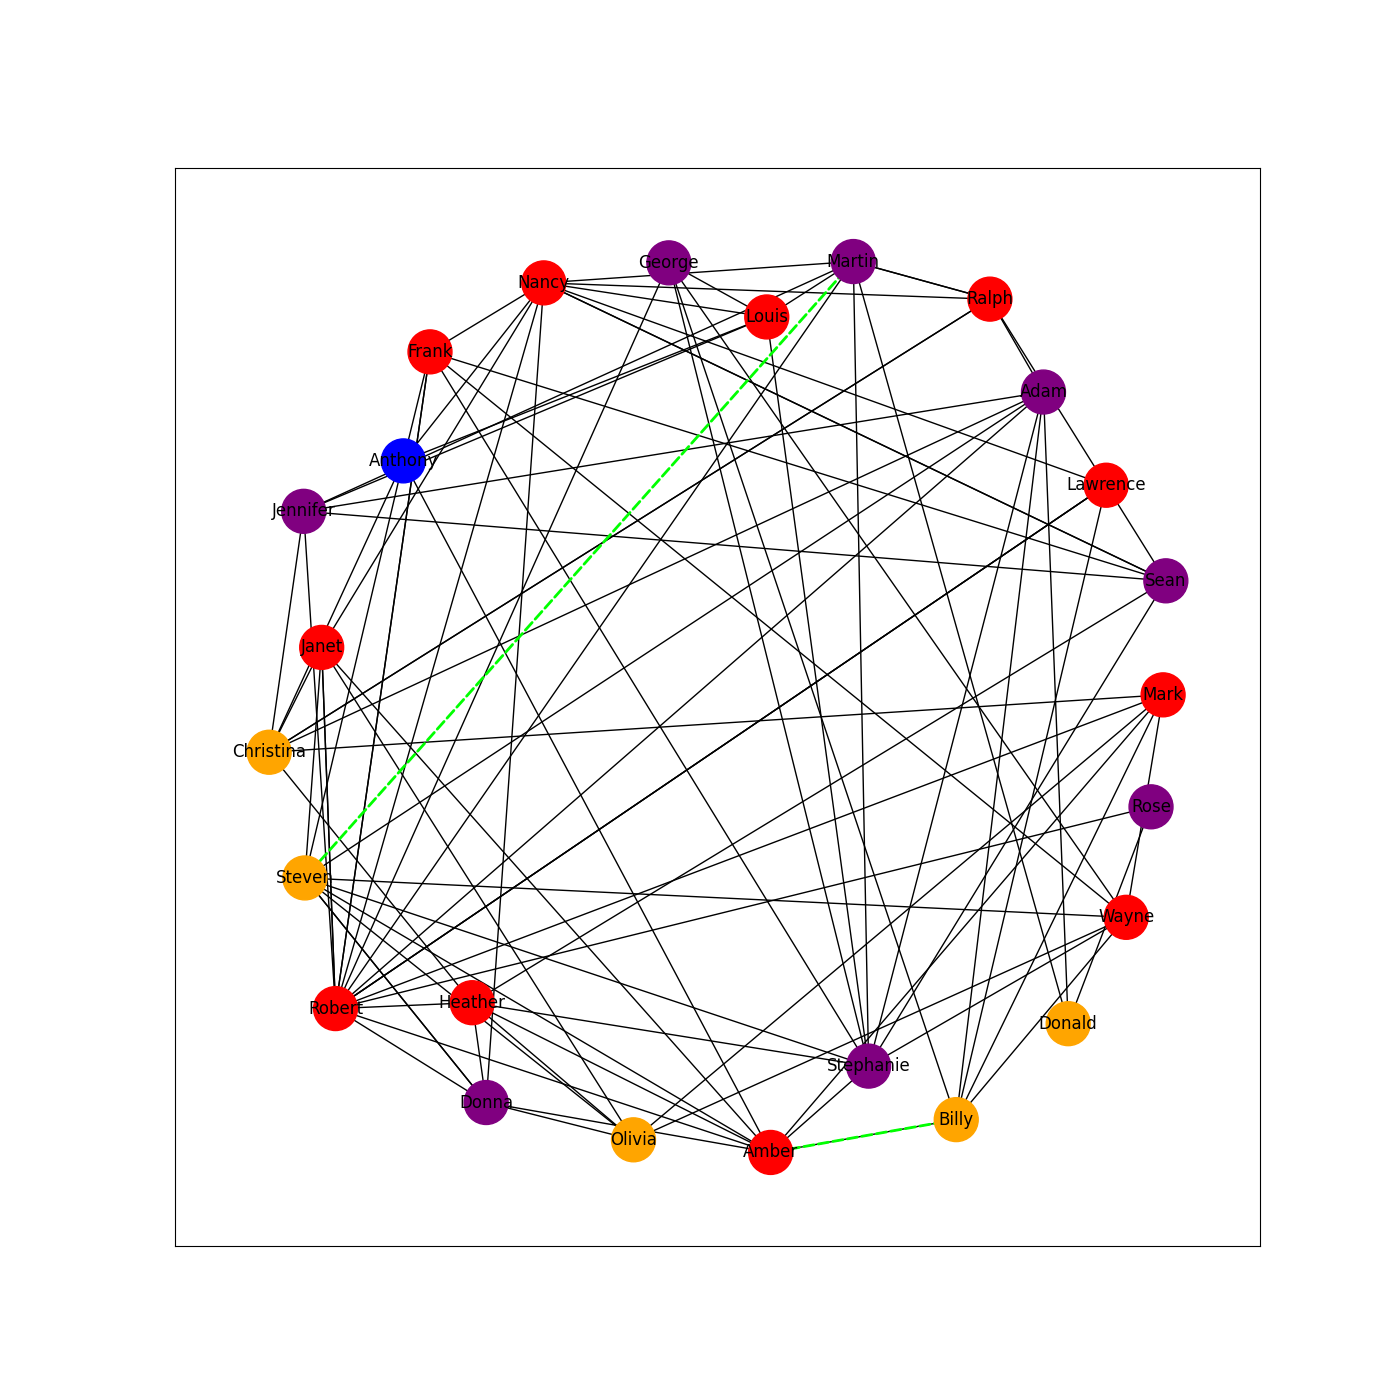 George
Martin
Nancy
Ralph
Louis
Frank
Adam
Anthony
Lawrence
Jennifer
Sean
Janet
Mark
Christina
Rose
Steven
Wayne
Heather
Robert
Donald
Stephanie
Donna
Billy
Olivia
Amber